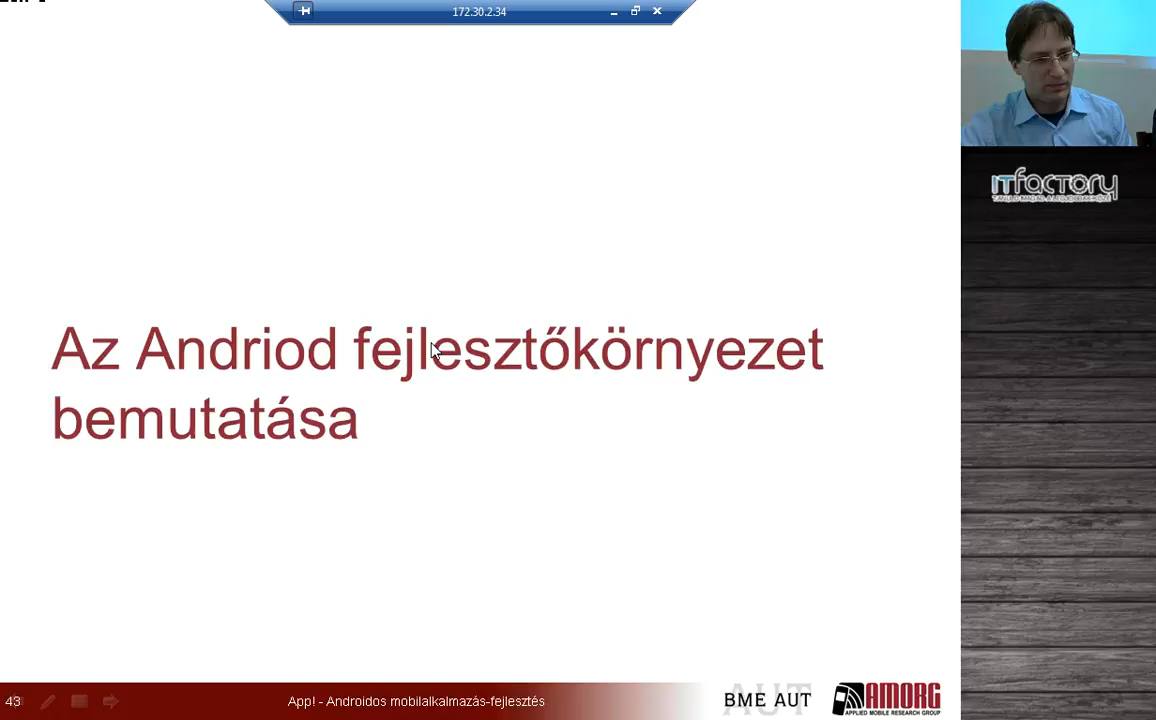 172.30.2.34
ITfactory
Az Andriod fejlesztőkörnyezet
bemutatása
43
App! - Androidos mobilalkalmazás-fejlesztés
BME AUT
AMORG
APPLIED MOBILE RESEARCH GROUP